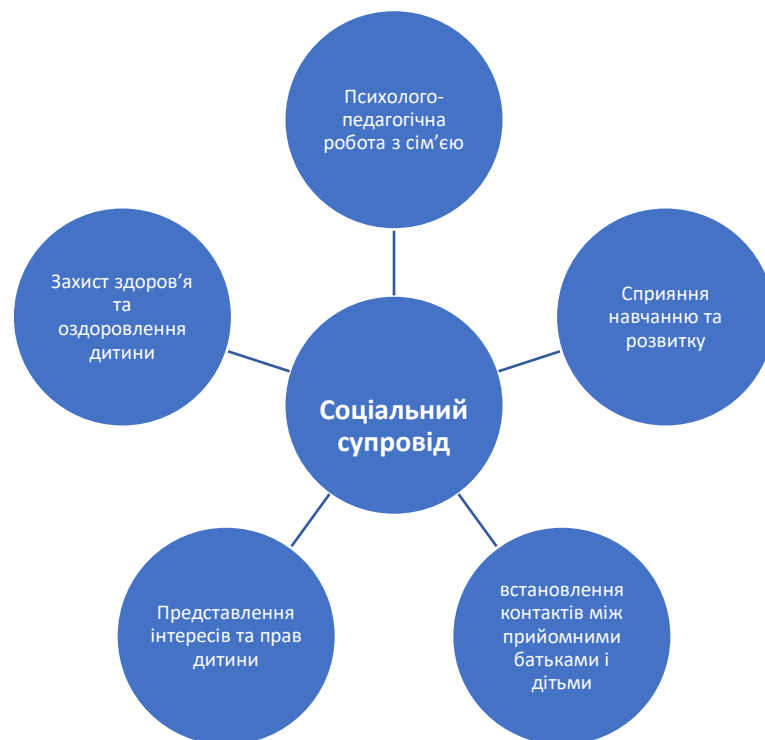 Психолого-
педагогічна
робота з сім’єю
Захист здоров’я
та
оздоровлення
дитини
Сприяння
навчанню та
розвитку
Соціальний
супровід
Представлення
інтересів та прав
дитини
встановлення
контактів між
прийомними
батьками і
дітьми